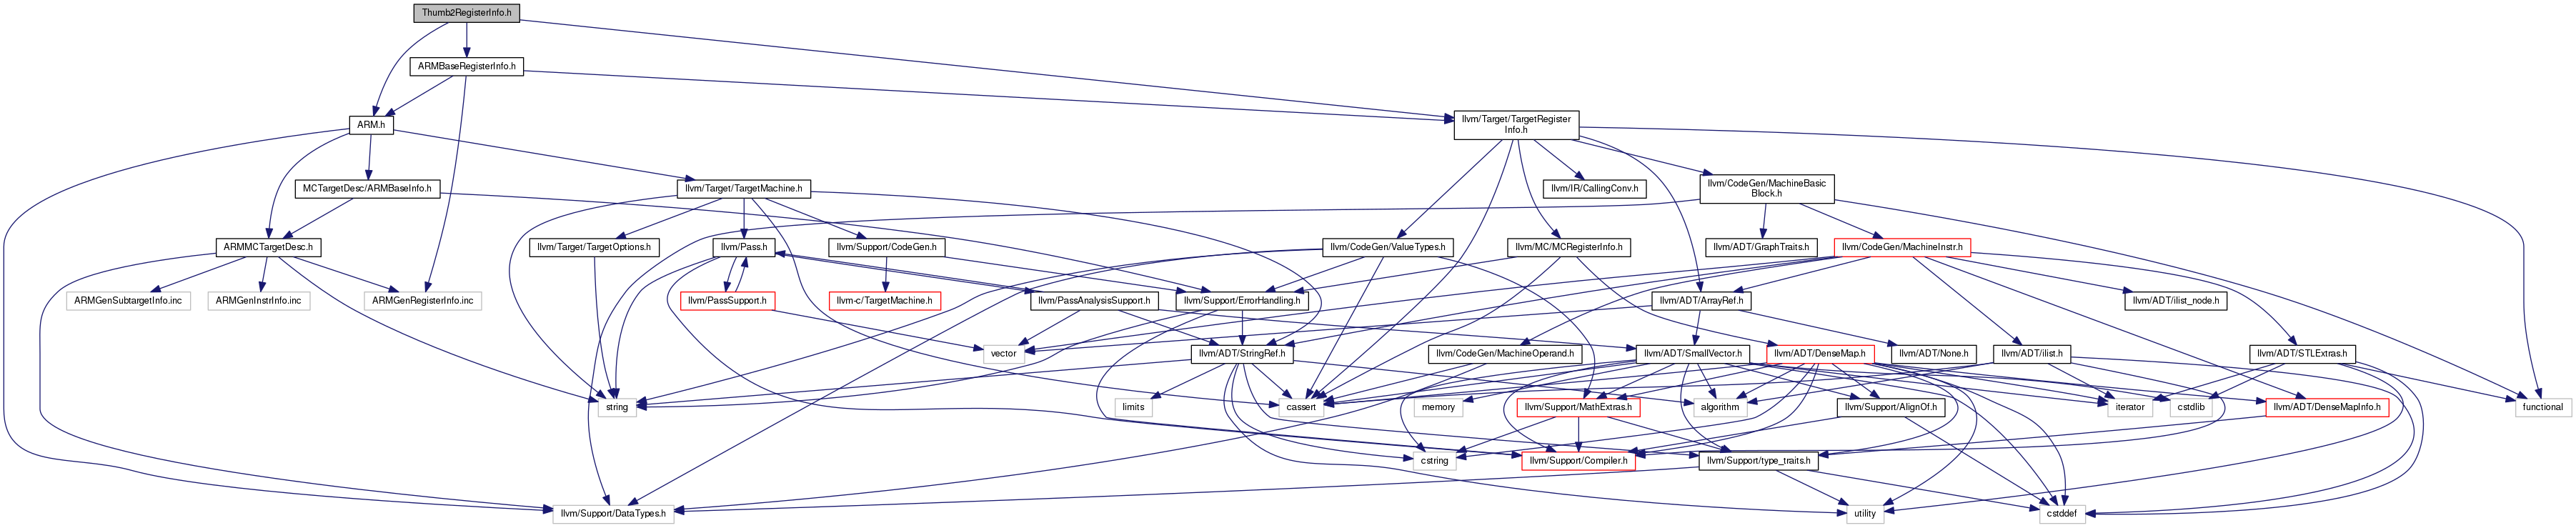 Thumb2RegisterInfo.h
ARMBaseRegisterInfo.h
ARM.h
llvm/Target/TargetRegister
Info.h
MCTargetDesc/ARMBaseInfo.h
llvm/Target/TargetMachine.h
llvm/IR/CallingConv.h
llvm/CodeGen/MachineBasic
Block.h
ARMMCTargetDesc.h
llvm/Target/TargetOptions.h
llvm/Pass.h
llvm/Support/CodeGen.h
llvm/CodeGen/ValueTypes.h
llvm/MC/MCRegisterInfo.h
llvm/ADT/GraphTraits.h
llvm/CodeGen/MachineInstr.h
ARMGenSubtargetInfo.inc
ARMGenInstrInfo.inc
ARMGenRegisterInfo.inc
llvm/PassSupport.h
llvm-c/TargetMachine.h
llvm/PassAnalysisSupport.h
llvm/Support/ErrorHandling.h
llvm/ADT/ArrayRef.h
llvm/ADT/ilist_node.h
vector
llvm/ADT/StringRef.h
llvm/CodeGen/MachineOperand.h
llvm/ADT/SmallVector.h
llvm/ADT/DenseMap.h
llvm/ADT/None.h
llvm/ADT/ilist.h
llvm/ADT/STLExtras.h
string
limits
cassert
memory
llvm/Support/MathExtras.h
algorithm
llvm/Support/AlignOf.h
iterator
cstdlib
llvm/ADT/DenseMapInfo.h
functional
cstring
llvm/Support/Compiler.h
llvm/Support/type_traits.h
llvm/Support/DataTypes.h
utility
cstddef